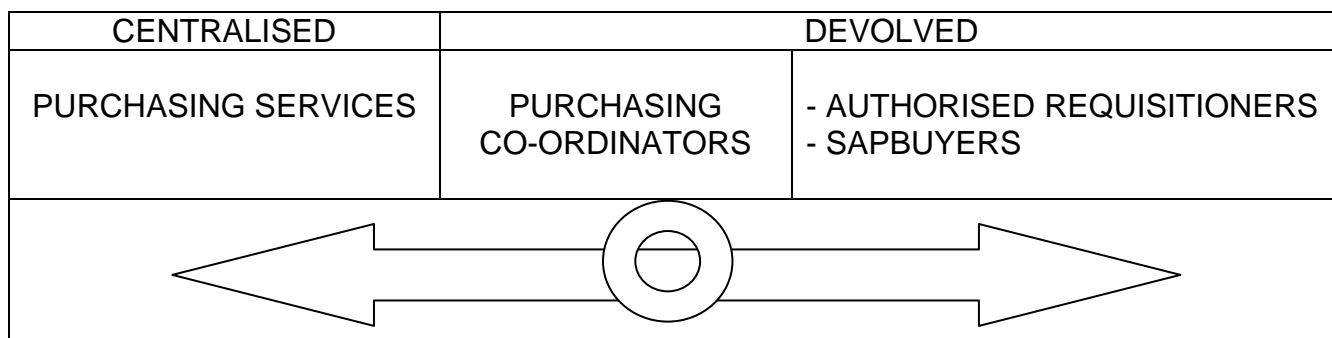 CENTRALISED
DEVOLVED
PURCHASING SERVICES
PURCHASING
CO-ORDINATORS
- AUTHORISED REQUISITIONERS
- SAPBUYERS